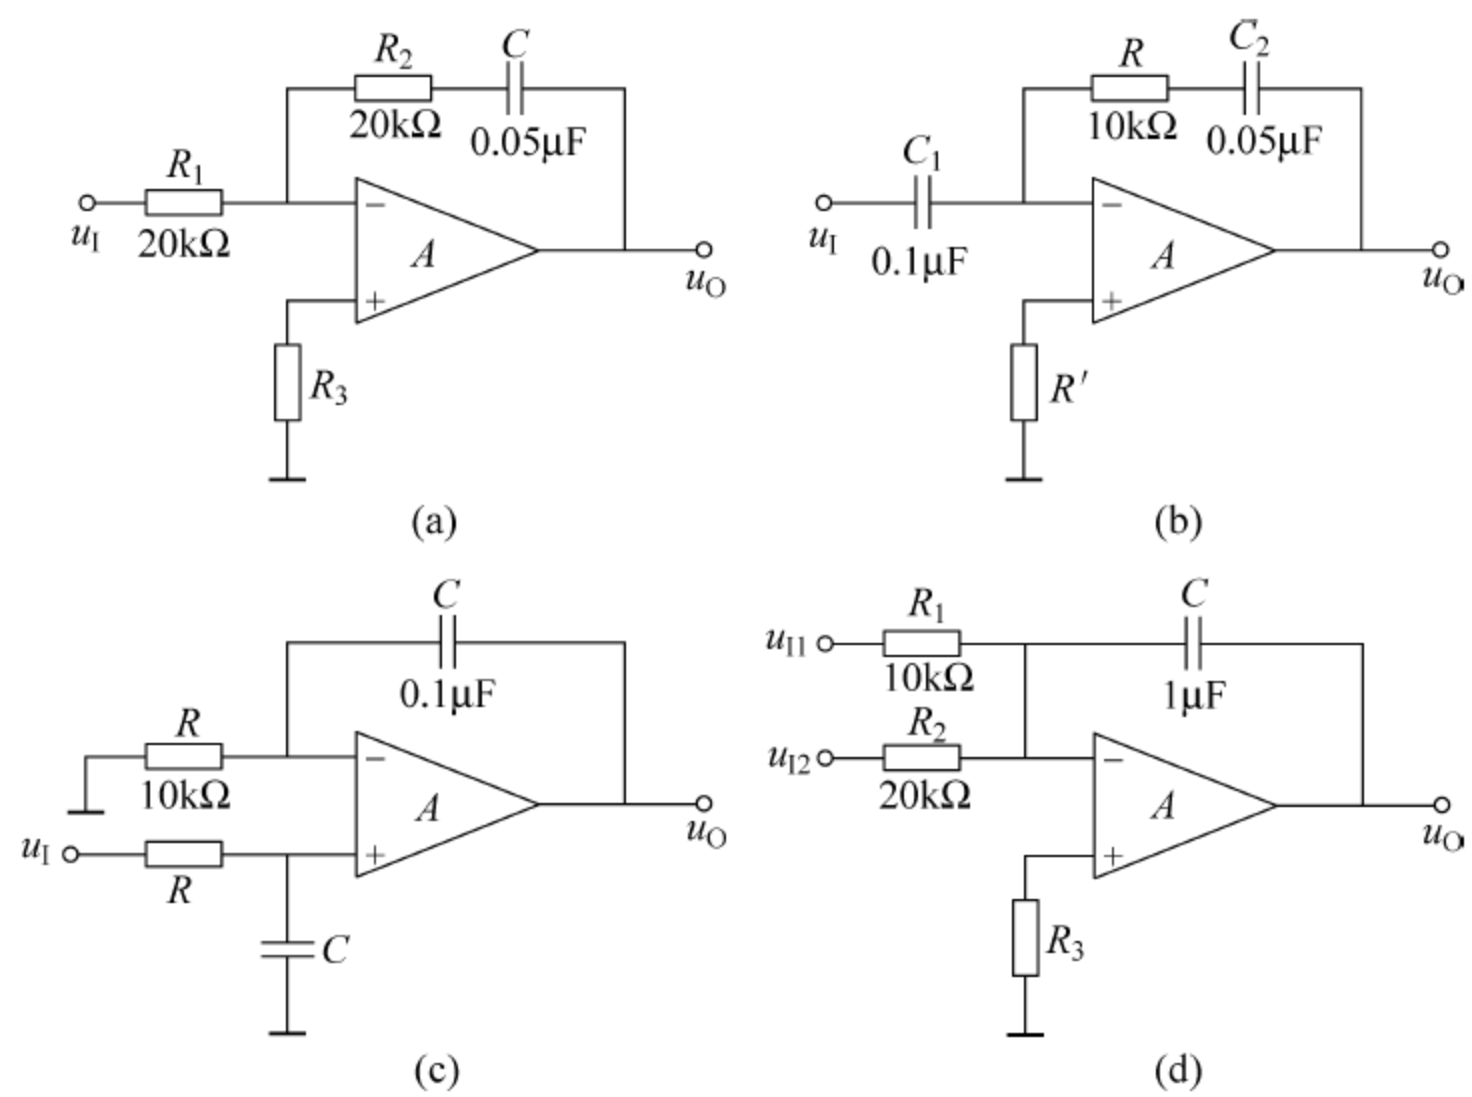 R₂
C
20kΩ
0.05μF
R₁
uI
20kΩ
−
A
+
uO
R₃
(a)
R
C₂
10kΩ
0.05μF
C₁
uI
0.1μF
−
A
+
uO
R′
(b)
C
0.1μF
R
10kΩ
−
A
+
uO
uI
R
C
(c)
R₁
C
uI1
10kΩ
1μF
R₂
uI2
20kΩ
−
A
+
uO
R₃
(d)